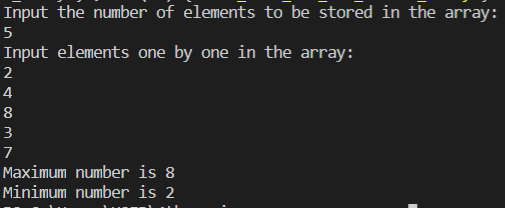 Input the number of elements to be stored in the array:
5
Input elements one by one in the array:
2
4
8
3
7
Maximum number is 8
Minimum number is 2